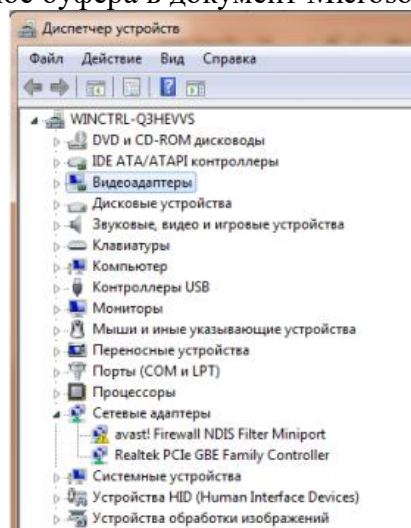 буфера в документ Microso
Диспетчер устройств
Файл Действие Вид Справка
WINCTRL-Q3HEVVS
DVD и CD-ROM дисководы
IDE ATA/ATAPI контроллеры
Видеоадаптеры
Дисковые устройства
Звуковые, видео и игровые устройства
Клавиатуры
Компьютер
Контроллеры USB
Мониторы
Мыши и иные указывающие устройства
Переносные устройства
Порты (COM и LPT)
Процессоры
Сетевые адаптеры
avast! Firewall NDIS Filter Miniport
Realtek PCIe GBE Family Controller
Системные устройства
Устройства HID (Human Interface Devices)
Устройства обработки изображений